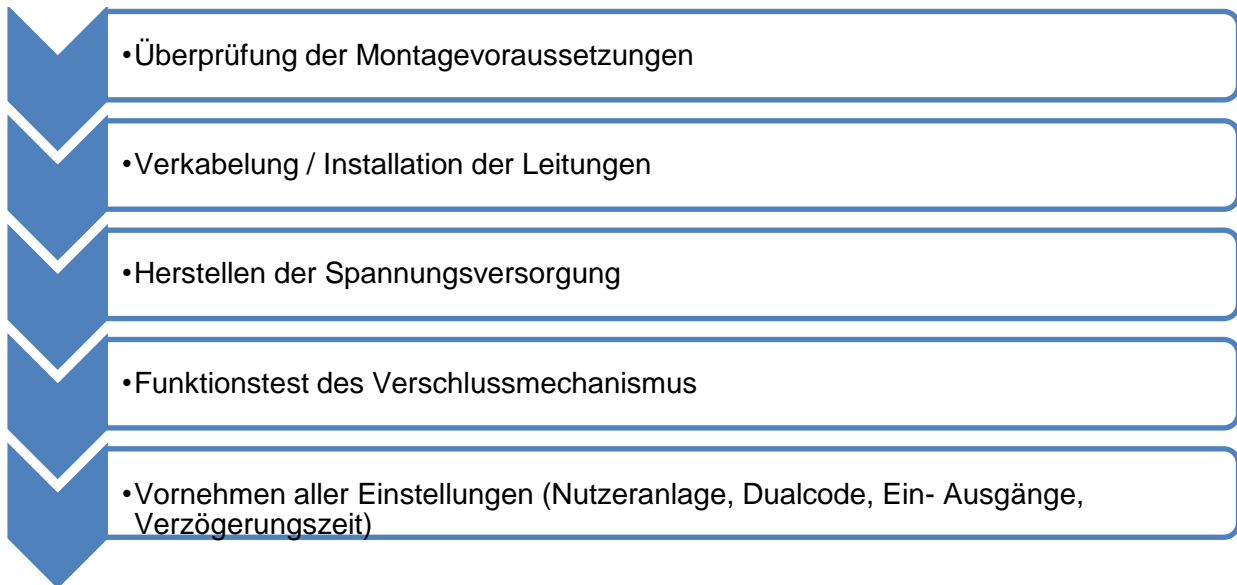 •Überprüfung der Montagevoraussetzungen
•Verkabelung / Installation der Leitungen
•Herstellen der Spannungsversorgung
•Funktionstest des Verschlussmechanismus
•Vornehmen aller Einstellungen (Nutzeranlage, Dualcode, Ein- Ausgänge,
Verzögerungszeit)